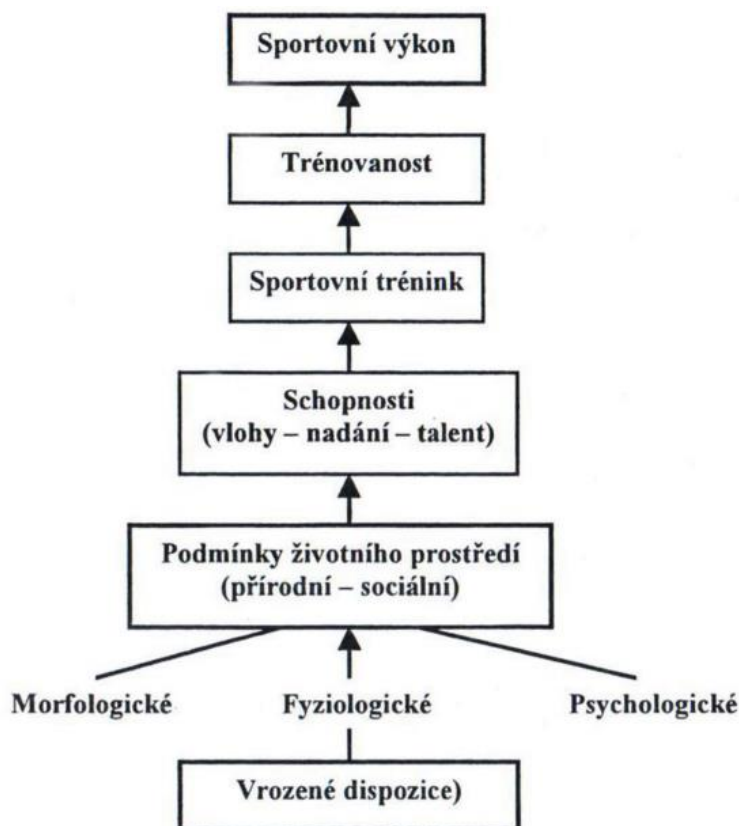 Sportovní výkon
Trénovanost
Sportovní trénink
Schopnosti
(vlohy – nadání – talent)
Podmínky životního prostředí
(přírodní – sociální)
Morfologické Fyziologické Psychologické
Vrozené dispozice)